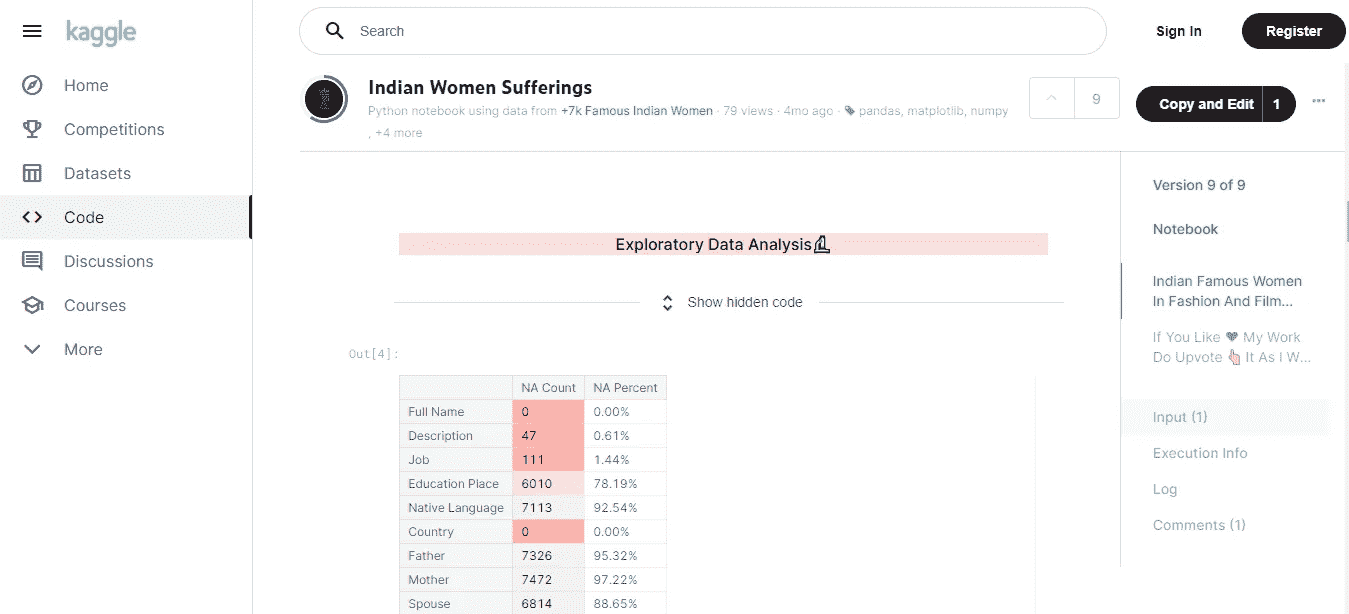 kaggle
Search
Sign In
Register
Home
Competitions
Datasets
Code
Discussions
Courses
More
Indian Women Sufferings
Python notebook using data from +7k Famous Indian Women · 79 views · 4mo ago · pandas, matplotlib, numpy
, +4 more
9
Copy and Edit 1
Exploratory Data Analysis
Show hidden code
Out[4]:
NA Count NA Percent
Full Name 0 0.00%
Description 47 0.61%
Job 111 1.44%
Education Place 6010 78.19%
Native Language 7113 92.54%
Country 0 0.00%
Father 7326 95.32%
Mother 7472 97.22%
Spouse 6814 88.65%
Version 9 of 9
Notebook
Indian Famous Women
In Fashion And Film...
If You Like 🖤 My Work
Do Upvote 👆🏻 It As I W...
Input (1)
Execution Info
Log
Comments (1)